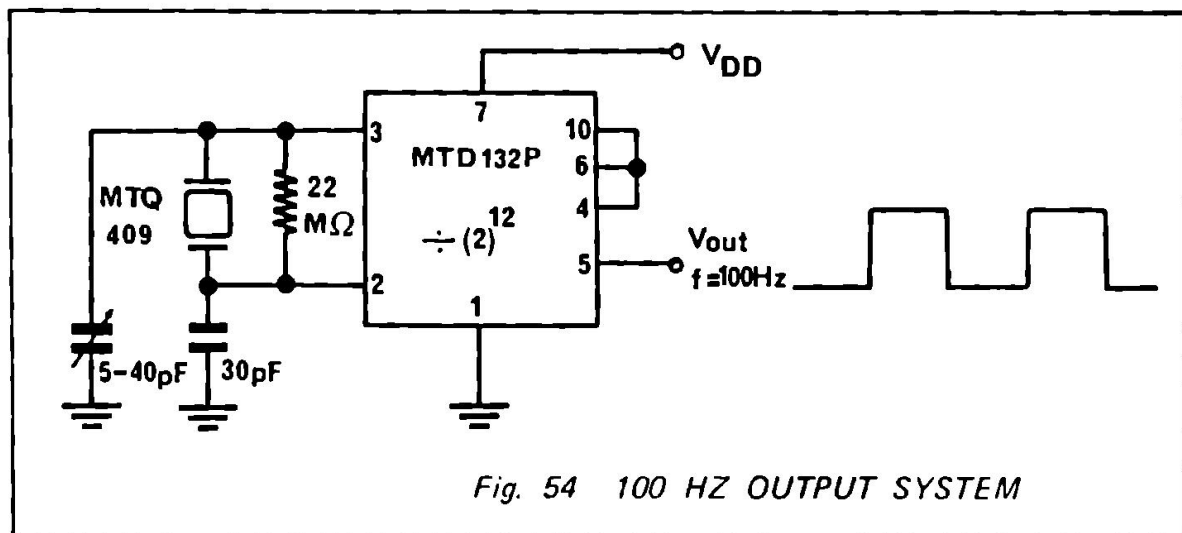 VDD
7
3
10
MTD132P
6
MTQ
409
22
MΩ
4
÷(2)12
Vout
f=100Hz
5
2
1
5-40pF
30pF
Fig. 54 100 HZ OUTPUT SYSTEM